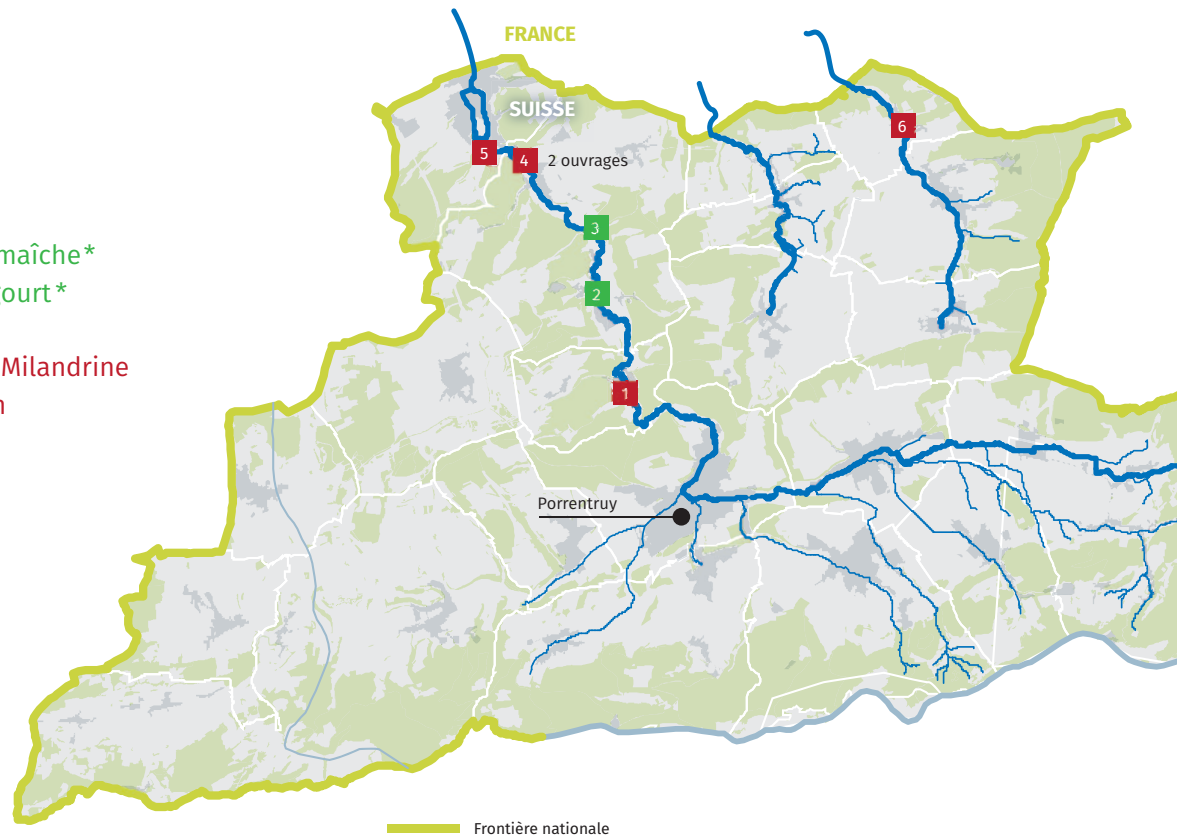 FRANCE
SUISSE
6
5
4
2 ouvrages
3
maîche*
2
ourt*
Milandrine
1
Porrentruy
Frontière nationale